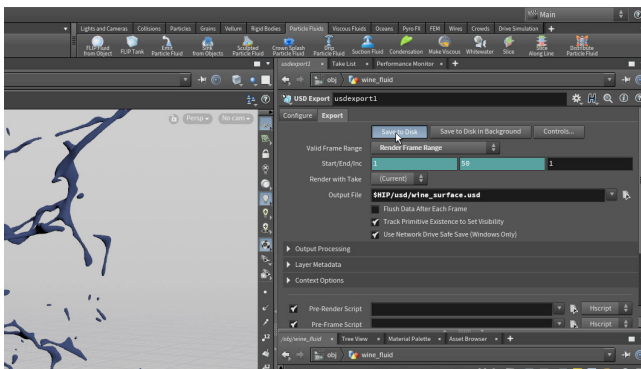 Main
Lights and Cameras Collisions Particles Grains Vellum Rigid Bodies Particle Fluids Viscous Fluids Oceans Pyro FX FEM Wires Crowds Drive Simulation +
FLIP Fluid from Object FLIP Tank Emit Particle Fluid Sink from Objects Sculpted Particle Fluid Crown Splash Particle Fluid Drip Particle Fluid Suction Fluid Condensation Make Viscous Whitewater Slice Slice Along Line Distribute Particle Fluid
usdexport1 × Take List × Performance Monitor × +
obj wine_fluid
USD Export usdexport1
Configure Export
Persp No cam
Save to Disk Save to Disk in Background Controls...
Valid Frame Range Render Frame Range
Start/End/Inc 1 50 1
Render with Take (Current)
Output File $HIP/usd/wine_surface.usd
Flush Data After Each Frame
Track Primitive Existence to Set Visibility
Use Network Drive Safe Save (Windows Only)
Output Processing
Layer Metadata
Context Options
Pre-Render Script Hscript
Pre-Frame Script Hscript
/obj/wine_fluid × Tree View × Material Palette × Asset Browser × +
obj wine_fluid